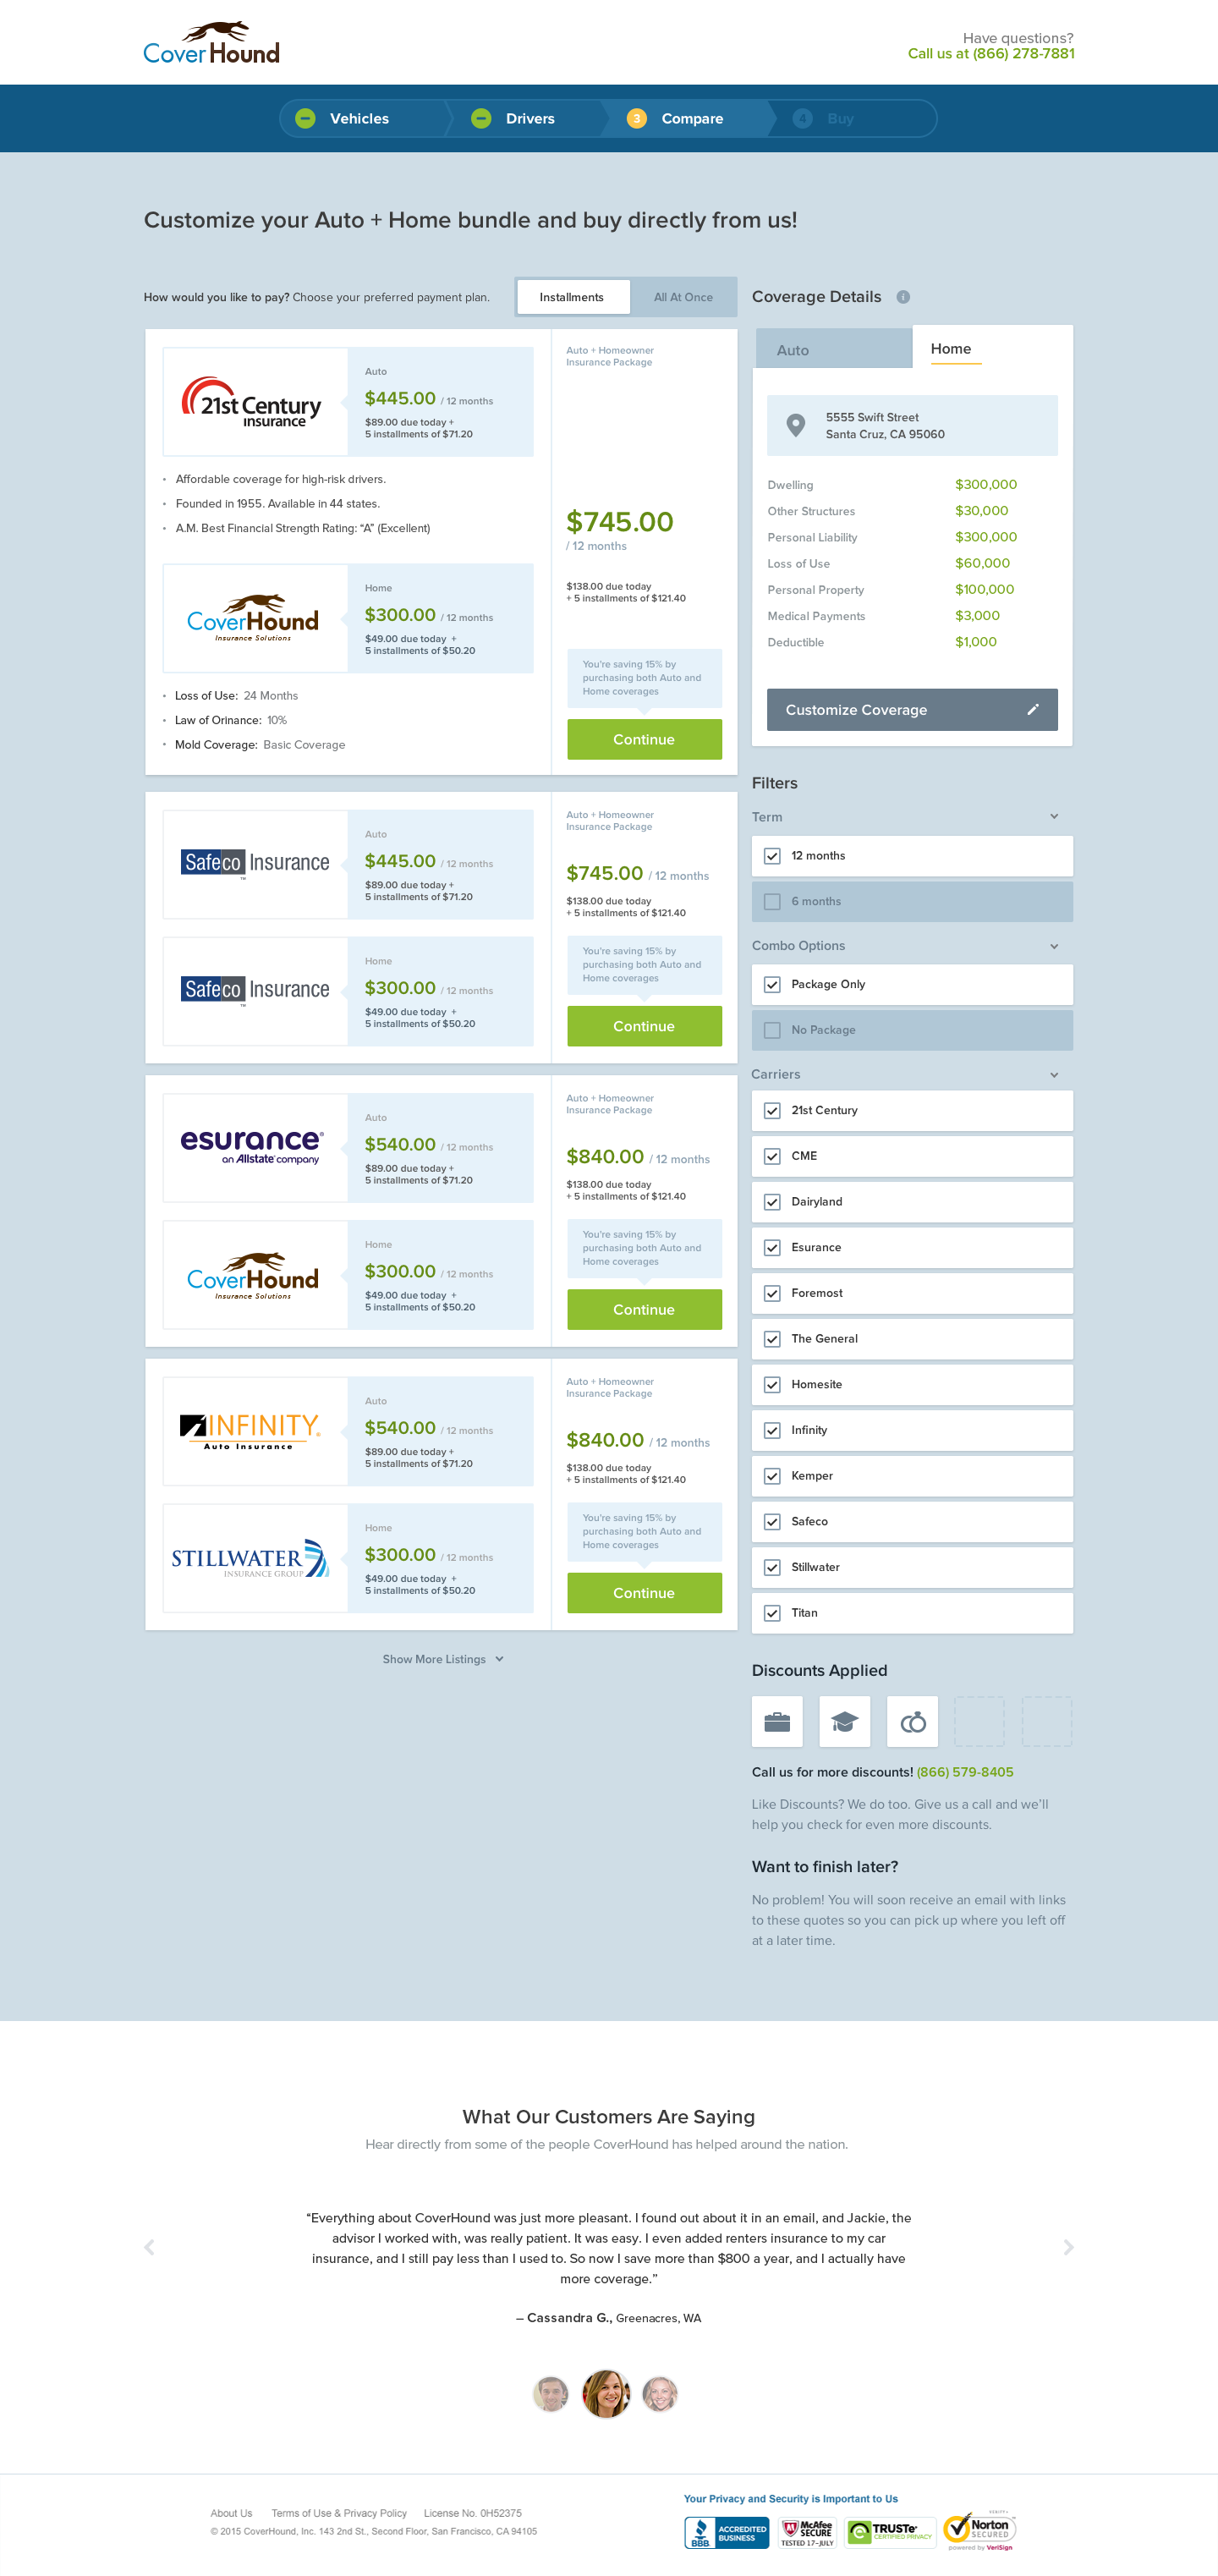 CoverHound
Have questions?
Call us at (866) 278-7881
Vehicles
Drivers
3 Compare
4 Buy
Customize your Auto + Home bundle and buy directly from us!
How would you like to pay? Choose your preferred payment plan.
Installments
All At Once
21st Century
insurance
Auto
$445.00 / 12 months
$89.00 due today +
5 installments of $71.20
• Affordable coverage for high-risk drivers.
• Founded in 1955. Available in 44 states.
• A.M. Best Financial Strength Rating: “A” (Excellent)
CoverHound
Insurance Solutions
Home
$300.00 / 12 months
$49.00 due today +
5 installments of $50.20
• Loss of Use: 24 Months
• Law of Orinance: 10%
• Mold Coverage: Basic Coverage
Auto + Homeowner
Insurance Package
$745.00
/ 12 months
$138.00 due today
+ 5 installments of $121.40
You're saving 15% by
purchasing both Auto and
Home coverages
Continue
Safeco Insurance
TM
Auto
$445.00 / 12 months
$89.00 due today +
5 installments of $71.20
Safeco Insurance
TM
Home
$300.00 / 12 months
$49.00 due today +
5 installments of $50.20
Auto + Homeowner
Insurance Package
$745.00 / 12 months
$138.00 due today
+ 5 installments of $121.40
You're saving 15% by
purchasing both Auto and
Home coverages
Continue
esurance®
an Allstate® company
Auto
$540.00 / 12 months
$89.00 due today +
5 installments of $71.20
CoverHound
Insurance Solutions
Home
$300.00 / 12 months
$49.00 due today +
5 installments of $50.20
Auto + Homeowner
Insurance Package
$840.00 / 12 months
$138.00 due today
+ 5 installments of $121.40
You're saving 15% by
purchasing both Auto and
Home coverages
Continue
INFINITY®
Auto Insurance
Auto
$540.00 / 12 months
$89.00 due today +
5 installments of $71.20
STILLWATER
INSURANCE GROUP
Home
$300.00 / 12 months
$49.00 due today +
5 installments of $50.20
Auto + Homeowner
Insurance Package
$840.00 / 12 months
$138.00 due today
+ 5 installments of $121.40
You're saving 15% by
purchasing both Auto and
Home coverages
Continue
Show More Listings
Coverage Details i
Auto
Home
5555 Swift Street
Santa Cruz, CA 95060
Dwelling $300,000
Other Structures $30,000
Personal Liability $300,000
Loss of Use $60,000
Personal Property $100,000
Medical Payments $3,000
Deductible $1,000
Customize Coverage
Filters
Term
12 months
6 months
Combo Options
Package Only
No Package
Carriers
21st Century
CME
Dairyland
Esurance
Foremost
The General
Homesite
Infinity
Kemper
Safeco
Stillwater
Titan
Discounts Applied
Call us for more discounts! (866) 579-8405
Like Discounts? We do too. Give us a call and we’ll
help you check for even more discounts.
Want to finish later?
No problem! You will soon receive an email with links
to these quotes so you can pick up where you left off
at a later time.
What Our Customers Are Saying
Hear directly from some of the people CoverHound has helped around the nation.
“Everything about CoverHound was just more pleasant. I found out about it in an email, and Jackie, the
advisor I worked with, was really patient. It was easy. I even added renters insurance to my car
insurance, and I still pay less than I used to. So now I save more than $800 a year, and I actually have
more coverage.”
– Cassandra G., Greenacres, WA
About Us Terms of Use & Privacy Policy License No. 0H52375
© 2015 CoverHound, Inc. 143 2nd St., Second Floor, San Francisco, CA 94105
Your Privacy and Security is Important to Us
BBB. ACCREDITED
BUSINESS
McAfee
SECURE
TESTED 17-JULY
TRUSTe
CERTIFIED PRIVACY
VERIFY
Norton
SECURED
powered by VeriSign